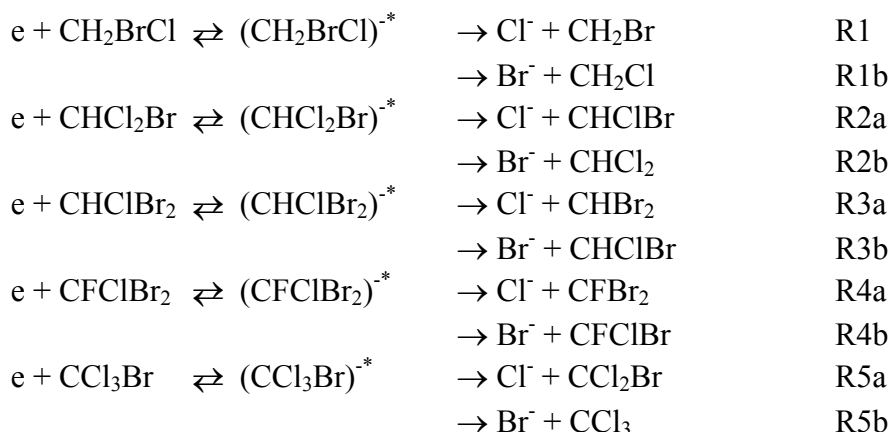 e + CH₂BrCl ⇄ (CH₂BrCl)⁻* → Cl⁻ + CH₂Br R1
→ Br⁻ + CH₂Cl R1b
e + CHCl₂Br ⇄ (CHCl₂Br)⁻* → Cl⁻ + CHClBr R2a
→ Br⁻ + CHCl₂ R2b
e + CHClBr₂ ⇄ (CHClBr₂)⁻* → Cl⁻ + CHBr₂ R3a
→ Br⁻ + CHClBr R3b
e + CFClBr₂ ⇄ (CFClBr₂)⁻* → Cl⁻ + CFBr₂ R4a
→ Br⁻ + CFClBr R4b
e + CCl₃Br ⇄ (CCl₃Br)⁻* → Cl⁻ + CCl₂Br R5a
→ Br⁻ + CCl₃ R5b